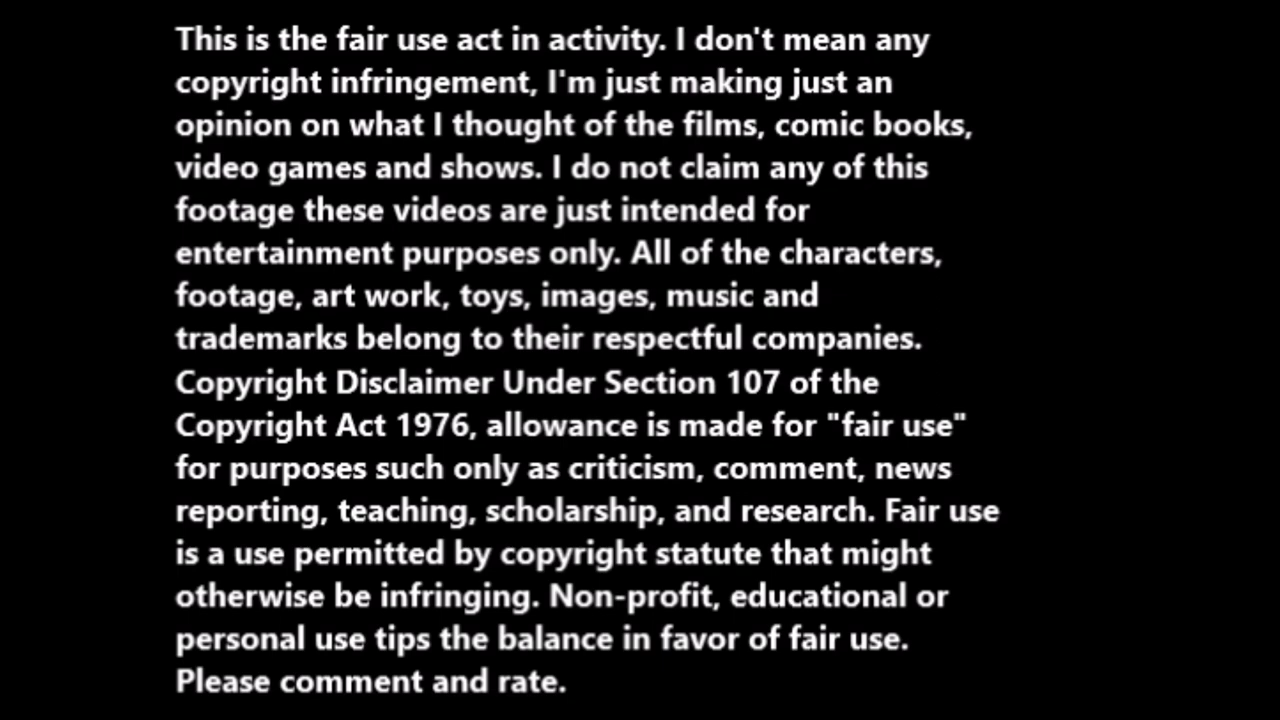 This is the fair use act in activity. I don't mean any
copyright infringement, I'm just making just an
opinion on what I thought of the films, comic books,
video games and shows. I do not claim any of this
footage these videos are just intended for
entertainment purposes only. All of the characters,
footage, art work, toys, images, music and
trademarks belong to their respectful companies.
Copyright Disclaimer Under Section 107 of the
Copyright Act 1976, allowance is made for "fair use"
for purposes such only as criticism, comment, news
reporting, teaching, scholarship, and research. Fair use
is a use permitted by copyright statute that might
otherwise be infringing. Non-profit, educational or
personal use tips the balance in favor of fair use.
Please comment and rate.